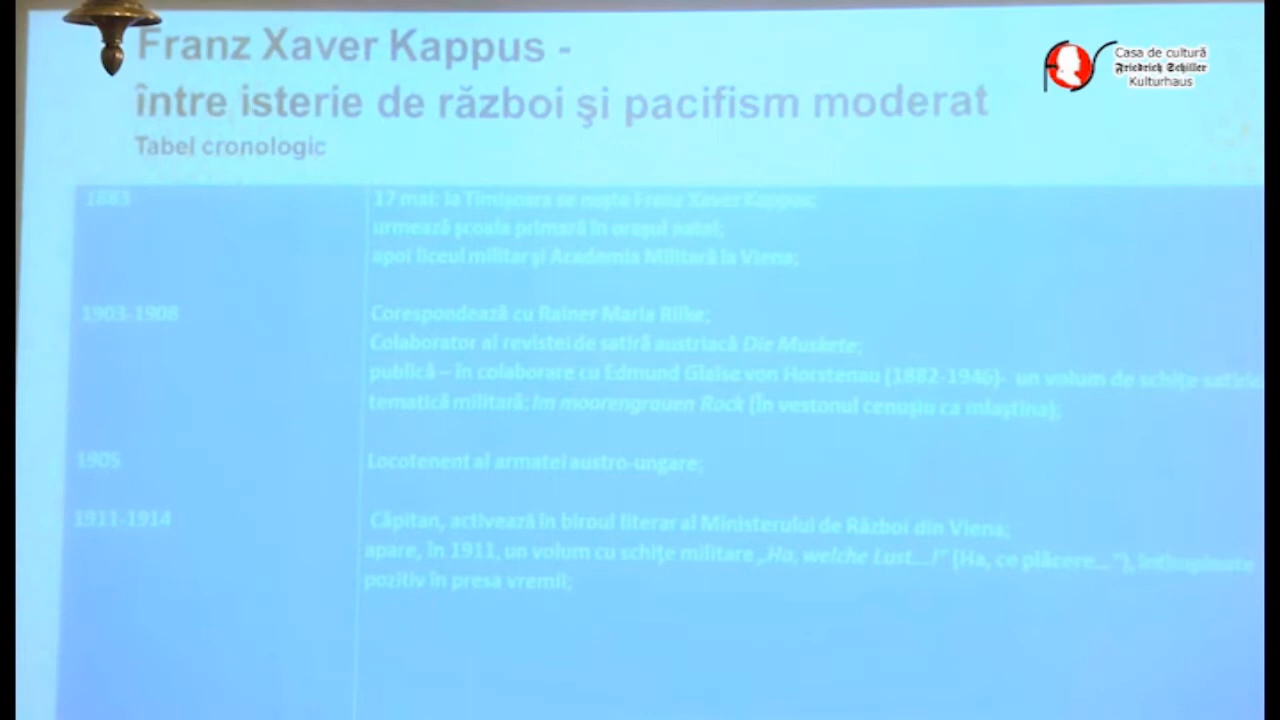 Franz Xaver Kappus -
între isterie de război şi pacifism moderat
Tabel cronologic
Casa de cultură
Friedrich Schiller
Kulturhaus
1883
17 mai: la Timişoara se naşte Franz Xaver Kappus;
urmează şcoala primară în oraşul natal;
apoi liceul militar şi Academia Militară la Viena;
1903-1908
Corespondează cu Rainer Maria Rilke;
Colaborator al revistei de satiră austriacă Die Muskete;
publică – în colaborare cu Edmund Glaise von Horstenau (1882-1946)- un volum de schiţe
tematică militară: Im moorengrauen Rock (În vestonul cenuşiu ca mlaştina);
1905
Locotenent al armatei austro-ungare;
1911-1914
Căpitan, activează în biroul literar al Ministerului de Război din Viena;
apare, în 1911, un volum cu schiţe militare „Ha, welche Lust...!” (Ha, ce plăcere... ”), întâmpinate
pozitiv în presa vremii;